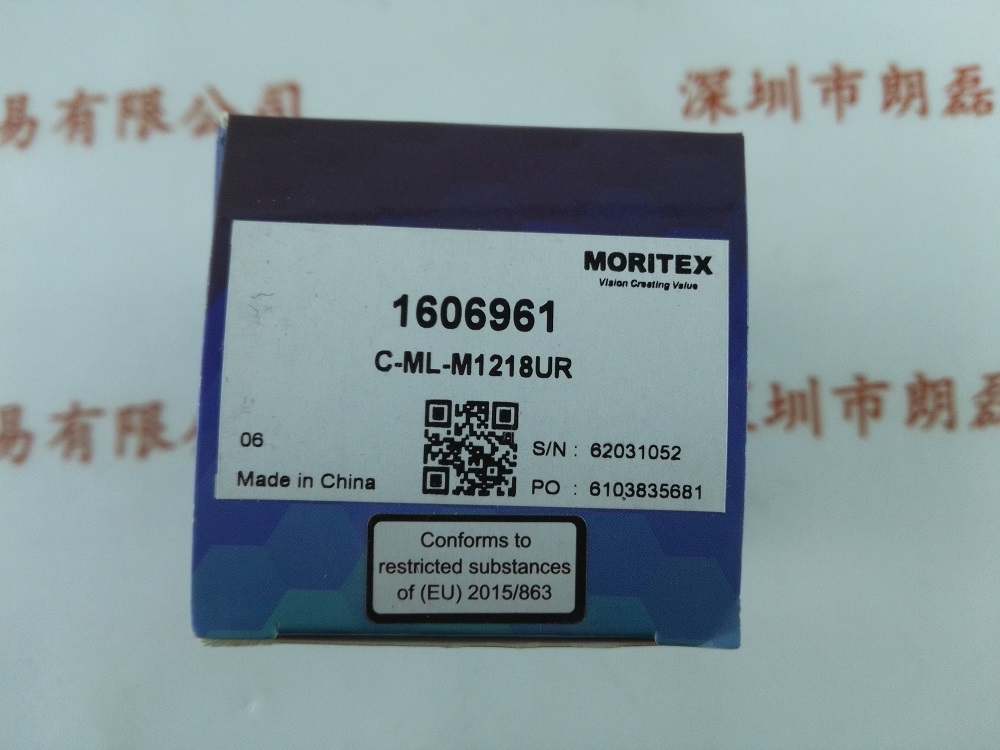 易有限公司
深圳市朗磊
MORITEX
Vision Creating Value
1606961
C-ML-M1218UR
06
S/N : 62031052
Made in China
PO : 6103835681
易有限
圳市朗磊
Conforms to
restricted substances
of (EU) 2015/863